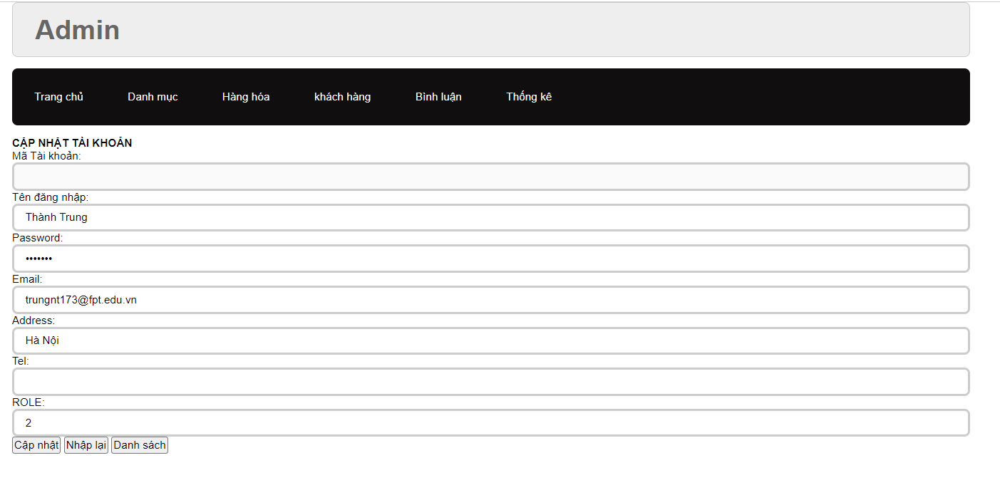 Admin
Trang chủ Danh mục Hàng hóa khách hàng Bình luận Thống kê
CẬP NHẬT TÀI KHOẢN
Mã Tài khoản:
Tên đăng nhập:
Thành Trung
Password:
•••••••
Email:
trungnt173@fpt.edu.vn
Address:
Hà Nội
Tel:
ROLE:
2
Cập nhật Nhập lại Danh sách